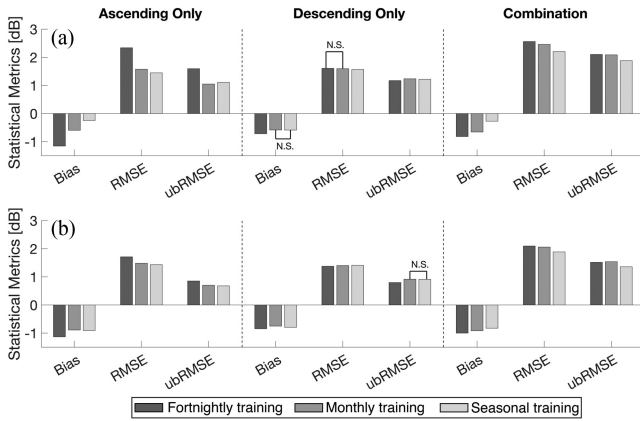 Ascending Only
Descending Only
Combination
(a)
Statistical Metrics [dB]
3
2
1
0
-1
N.S.
N.S.
Bias
RMSE
ubRMSE
Bias
RMSE
ubRMSE
Bias
RMSE
ubRMSE
(b)
Statistical Metrics [dB]
3
2
1
0
-1
N.S.
Bias
RMSE
ubRMSE
Bias
RMSE
ubRMSE
Bias
RMSE
ubRMSE
Fortnightly training
Monthly training
Seasonal training